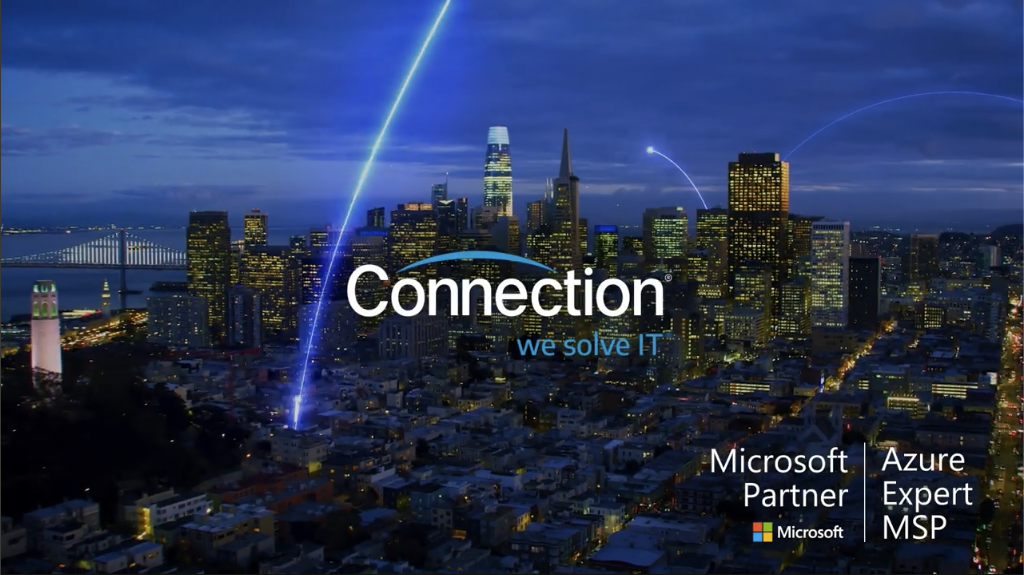 Connection®
we solve IT
Microsoft
Partner
Microsoft
Azure
Expert
MSP